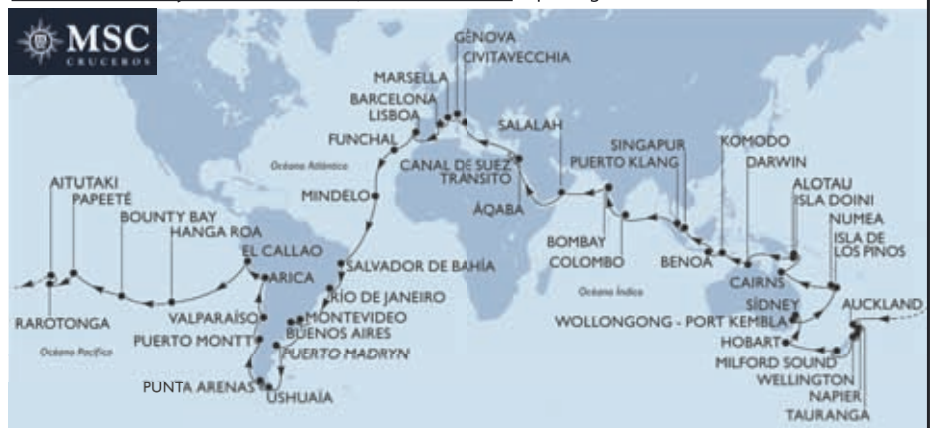 MSC
CRUCEROS
GÉNOVA
CIVITAVECCHIA
MARSELLA
BARCELONA
LISBOA
FUNCHAL
SALALAH
SINGAPUR
PUERTO KLANG
KOMODO
DARWIN
Océano Atlántico
CANAL DE SUEZ
TRÁNSITO
ÁQABA
MINDELO
AITUTAKI
PAPEETE
BOUNTY BAY
HANGA ROA
EL CALLAO
ARICA
SALVADOR DE BAHÍA
BOMBAY
COLOMBO
BENOA
ALOTAU
ISLA DOINI
NUMEA
ISLA DE
LOS PINOS
CAIRNS
Océano Índico
RÍO DE JANEIRO
MONTEVIDEO
BUENOS AIRES
VALPARAÍSO
RAROTONGA
PUERTO MONTT
PUERTO MADRYN
Océano Pacífico
SÍDNEY
AUCKLAND
WOLLONGONG - PORT KEMBLA
HOBART
MILFORD SOUND
WELLINGTON
NAPIER
TAURANGA
PUNTA ARENAS
USHUAÏA